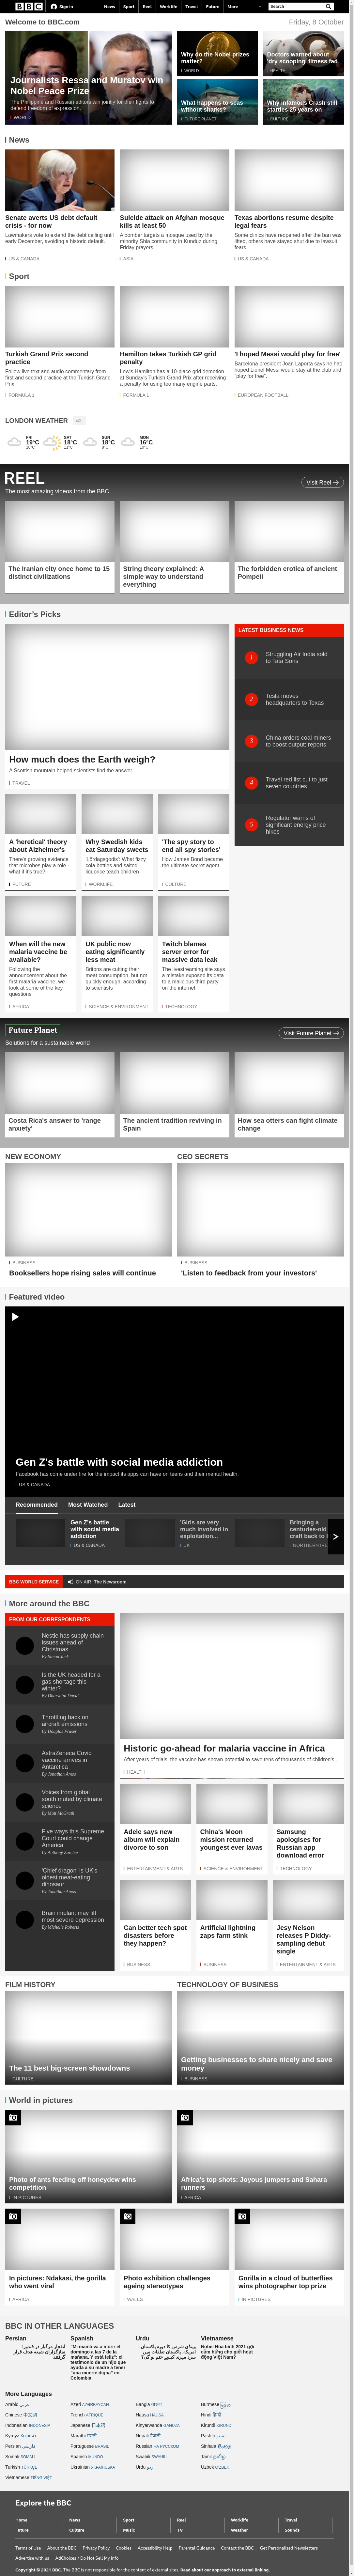 BBC
Sign in
News
Sport
Reel
Worklife
Travel
Future
More
Search
Welcome to BBC.com
Friday, 8 October
Journalists Ressa and Muratov win
Nobel Peace Prize
The Philippine and Russian editors win jointly for their fights to
defend freedom of expression.
WORLD
Why do the Nobel prizes
matter?
WORLD
Doctors warned about
'dry scooping' fitness fad
HEALTH
What happens to seas
without sharks?
FUTURE PLANET
Why infamous Crash still
startles 25 years on
CULTURE
News
Senate averts US debt default
crisis - for now
Lawmakers vote to extend the debt ceiling until
early December, avoiding a historic default.
US & CANADA
Suicide attack on Afghan mosque
kills at least 50
A bomber targets a mosque used by the
minority Shia community in Kunduz during
Friday prayers.
ASIA
Texas abortions resume despite
legal fears
Some clinics have reopened after the ban was
lifted, others have stayed shut due to lawsuit
fears.
US & CANADA
Sport
Turkish Grand Prix second
practice
Follow live text and audio commentary from
first and second practice at the Turkish Grand
Prix.
FORMULA 1
Hamilton takes Turkish GP grid
penalty
Lewis Hamilton has a 10-place grid demotion
at Sunday's Turkish Grand Prix after receiving
a penalty for using too many engine parts.
FORMULA 1
'I hoped Messi would play for free'
Barcelona president Joan Laporta says he had
hoped Lionel Messi would stay at the club and
"play for free".
EUROPEAN FOOTBALL
LONDON WEATHER
FRI
19°C
SAT
18°C
SUN
18°C
MON
16°C
REEL
The most amazing videos from the BBC
Visit Reel
The Iranian city once home to 15
distinct civilizations
String theory explained: A
simple way to understand
everything
The forbidden erotica of ancient
Pompeii
Editor's Picks
How much does the Earth weigh?
A Scottish mountain helped scientists find the answer
TRAVEL
LATEST BUSINESS NEWS
1
Struggling Air India sold
to Tata Sons
2
Tesla moves
headquarters to Texas
3
China orders coal miners
to boost output: reports
4
Travel red list cut to just
seven countries
5
Regulator warns of
significant energy price
hikes
A 'heretical' theory
about Alzheimer's
There's growing evidence
that microbes play a role -
what if it's true?
FUTURE
Why Swedish kids
eat Saturday sweets
'Lördagsgodis': What fizzy
cola bottles and salted
liquorice teach children
WORKLIFE
'The spy story to
end all spy stories'
How James Bond became
the ultimate secret agent
CULTURE
When will the new
malaria vaccine be
available?
Following the
announcement about the
first malaria vaccine, we
look at some of the key
questions
AFRICA
UK public now
eating significantly
less meat
Britons are cutting their
meat consumption, but not
quickly enough, according
to scientists
SCIENCE & ENVIRONMENT
Twitch blames
server error for
massive data leak
The livestreaming site says
a mistake exposed its data
to a malicious third party
on the internet
TECHNOLOGY
Future Planet
Solutions for a sustainable world
Visit Future Planet
Costa Rica's answer to 'range
anxiety'
The ancient tradition reviving in
Spain
How sea otters can fight climate
change
NEW ECONOMY
BUSINESS
Booksellers hope rising sales will continue
CEO SECRETS
BUSINESS
'Listen to feedback from your investors'
Featured video
Gen Z's battle with social media addiction
Facebook has come under fire for the impact its apps can have on teens and their mental health.
US & CANADA
Recommended
Most Watched
Latest
Gen Z's battle
with social media
addiction
US & CANADA
'Girls are very
much involved in
exploitation...
UK
Bringing a
centuries-old
craft back to
NORTHERN
BBC WORLD SERVICE
ON AIR: The Newsroom
More around the BBC
FROM OUR CORRESPONDENTS
Nestle has supply chain
issues ahead of
Christmas
By Simon Jack
Is the UK headed for a
gas shortage this
winter?
By Dharshini David
Throttling back on
aircraft emissions
By Douglas Fraser
AstraZeneca Covid
vaccine arrives in
Antarctica
By Jonathan Amos
Voices from global
south muted by climate
science
By Matt McGrath
Five ways this Supreme
Court could change
America
By Anthony Zurcher
'Chief dragon' is UK's
oldest meat-eating
dinosaur
By Jonathan Amos
Brain implant may lift
most severe depression
By Michelle Roberts
Historic go-ahead for malaria vaccine in Africa
After years of trials, the vaccine has shown potential to save tens of thousands of children's...
HEALTH
Adele says new
album will explain
divorce to son
ENTERTAINMENT & ARTS
China's Moon
mission returned
youngest ever lavas
SCIENCE & ENVIRONMENT
Samsung
apologises for
Russian app
download error
TECHNOLOGY
Can better tech spot
disasters before
they happen?
BUSINESS
Artificial lightning
zaps farm stink
BUSINESS
Jesy Nelson
releases P Diddy-
sampling debut
single
ENTERTAINMENT & ARTS
FILM HISTORY
The 11 best big-screen showdowns
CULTURE
TECHNOLOGY OF BUSINESS
Getting businesses to share nicely and save
money
BUSINESS
World in pictures
Photo of ants feeding off honeydew wins
competition
IN PICTURES
Africa's top shots: Joyous jumpers and Sahara
runners
AFRICA
In pictures: Ndakasi, the gorilla
who went viral
AFRICA
Photo exhibition challenges
ageing stereotypes
WALES
Gorilla in a cloud of butterflies
wins photographer top prize
IN PICTURES
BBC IN OTHER LANGUAGES
Persian
Spanish
"Mi mamá va a morir el
domingo a las 7 de la
mañana. Y está feliz": el
testimonio de un hijo que
ayuda a su madre a tener
"una muerte digna" en
Colombia
Urdu
Vietnamese
Nobel Hòa bình 2021 gợi
cảm hứng cho giới hoạt
động Việt Nam?
More Languages
Arabic عربي
Azeri AZƏRBAYCAN
Bangla বাংলা
Burmese
Chinese 中文网
French AFRIQUE
Hausa HAUSA
Hindi हिन्दी
Indonesian INDONESIA
Japanese 日本語
Kinyarwanda GAHUZA
Kirundi KIRUNDI
Kyrgyz Кыргыз
Marathi मराठी
Nepali नेपाली
Pashto پښتو
Persian فارسی
Portuguese BRASIL
Russian НА РУССКОМ
Sinhala සිංහල
Somali SOMALI
Spanish MUNDO
Swahili SWAHILI
Tamil தமிழ்
Turkish TÜRKÇE
Ukrainian УКРАЇНСЬКА
Urdu اردو
Uzbek O'ZBEK
Vietnamese TIẾNG VIỆT
Explore the BBC
Home
News
Sport
Reel
Worklife
Travel
Future
Culture
Music
TV
Weather
Sounds
Terms of Use
About the BBC
Privacy Policy
Cookies
Accessibility Help
Parental Guidance
Contact the BBC
Get Personalised Newsletters
Advertise with us
AdChoices / Do Not Sell My Info
Copyright © 2021 BBC. The BBC is not responsible for the content of external sites. Read about our approach to external linking.